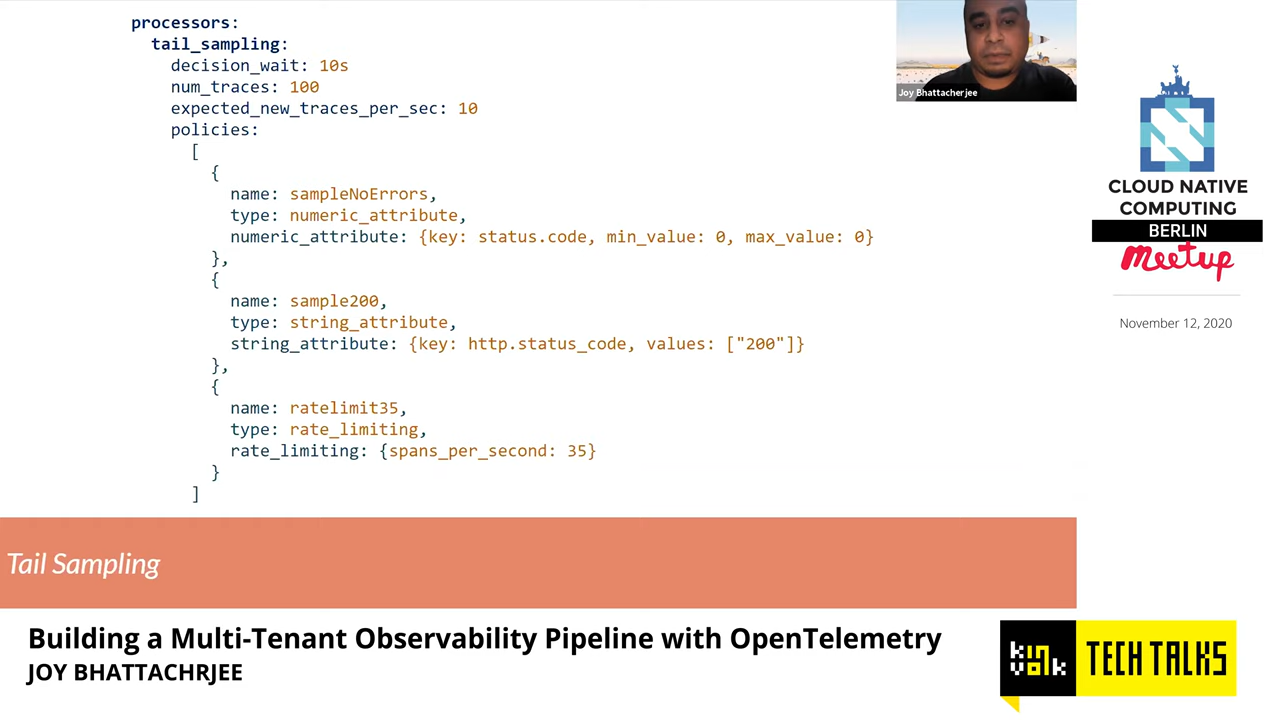 processors:
tail_sampling:
decision_wait: 10s
num_traces: 100
expected_new_traces_per_sec: 10
policies:
[
{
name: sampleNoErrors,
type: numeric_attribute,
numeric_attribute: {key: status.code, min_value: 0, max_value: 0}
},
{
name: sample200,
type: string_attribute,
string_attribute: {key: http.status_code, values: ["200"]}
},
{
name: ratelimit35,
type: rate_limiting,
rate_limiting: {spans_per_second: 35}
}
]
Joy Bhattacherjee
CLOUD NATIVE
COMPUTING
BERLIN
meetup
November 12, 2020
Tail Sampling
Building a Multi-Tenant Observability Pipeline with OpenTelemetry
JOY BHATTACHRJEE
kinvolk
TECH TALKS